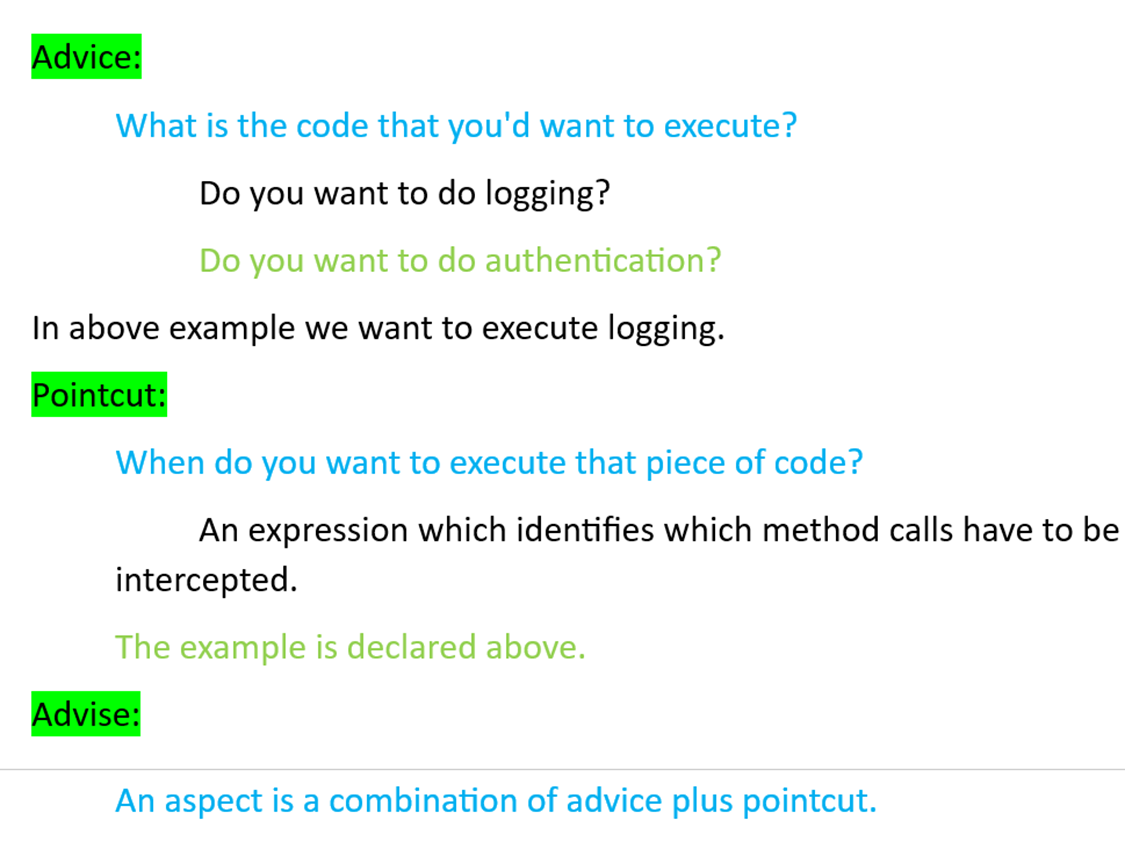 Advice:
What is the code that you'd want to execute?
Do you want to do logging?
Do you want to do authentication?
In above example we want to execute logging.
Pointcut:
When do you want to execute that piece of code?
An expression which identifies which method calls have to be
intercepted.
The example is declared above.
Advise:
An aspect is a combination of advice plus pointcut.